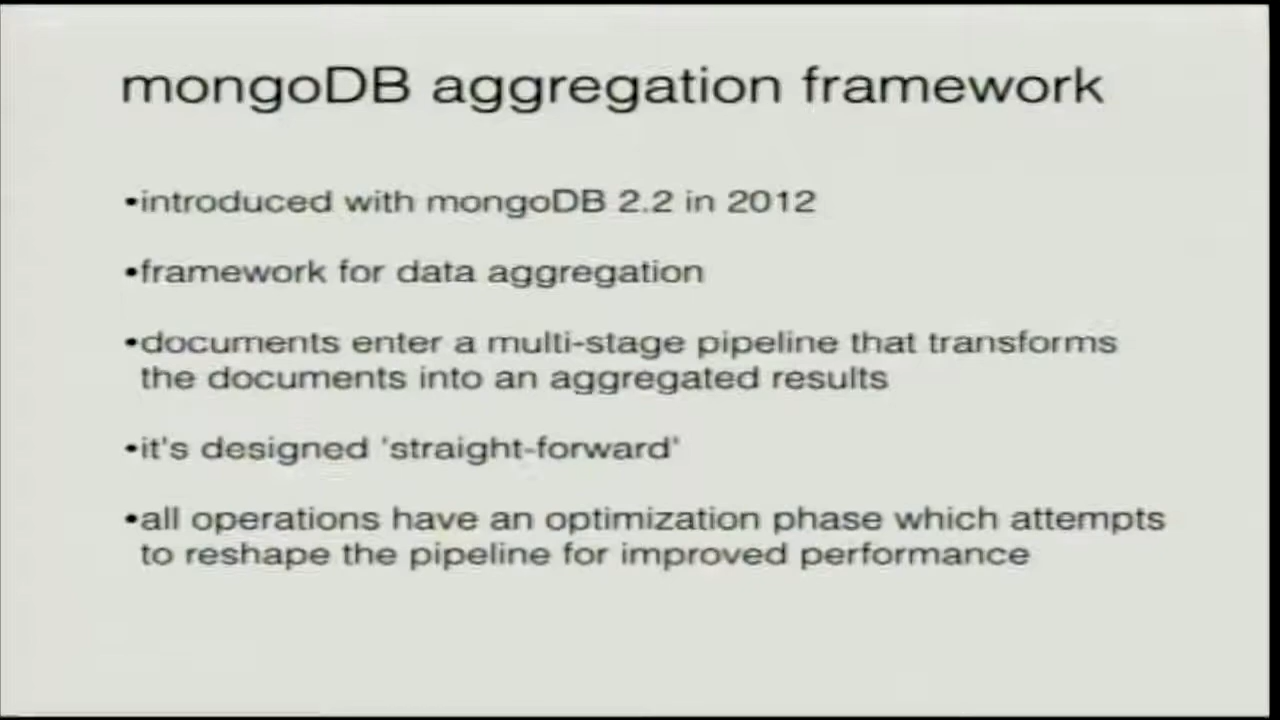 mongoDB aggregation framework
•introduced with mongoDB 2.2 in 2012
•framework for data aggregation
•documents enter a multi-stage pipeline that transforms
the documents into an aggregated results
•it's designed 'straight-forward'
•all operations have an optimization phase which attempts
to reshape the pipeline for improved performance